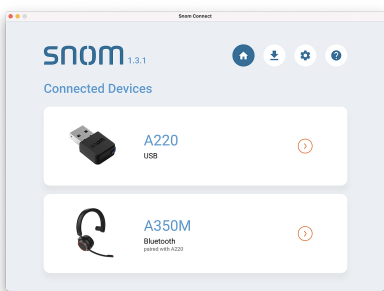 Snom Connect
snom 1.3.1
Connected Devices
A220
USB
A350M
Bluetooth
paired with A220